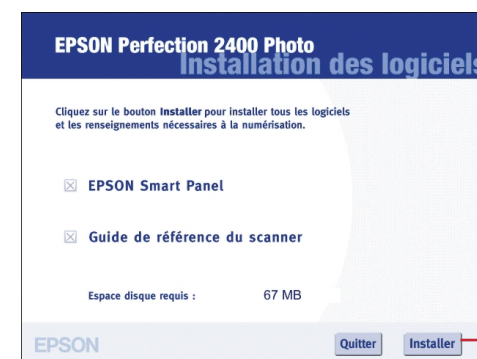 EPSON Perfection 2400 Photo
Installation des logiciels
Cliquez sur le bouton Installer pour installer tous les logiciels
et les renseignements nécessaires à la numérisation.
EPSON Smart Panel
Guide de référence du scanner
Espace disque requis : 67 MB
EPSON Quitter Installer